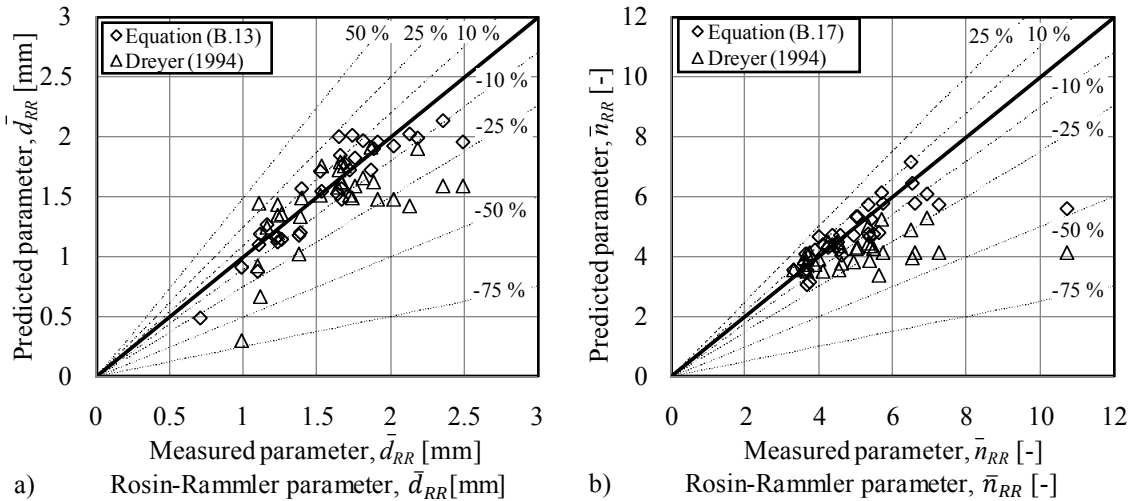 Predicted parameter, d̄RR [mm]
3
2.5
2
1.5
1
0.5
0
Equation (B.13)
Dreyer (1994)
50 %
25 %
10 %
-10 %
-25 %
-50 %
-75 %
0 0.5 1 1.5 2 2.5 3
Measured parameter, d̄RR [mm]
a) Rosin-Rammler parameter, d̄RR[mm]
Predicted parameter, n̄RR [-]
12
10
8
6
4
2
0
Equation (B.17)
Dreyer (1994)
25 %
10 %
-10 %
-25 %
-50 %
-75 %
0 2 4 6 8 10 12
Measured parameter, n̄RR [-]
b) Rosin-Rammler parameter, n̄RR [-]